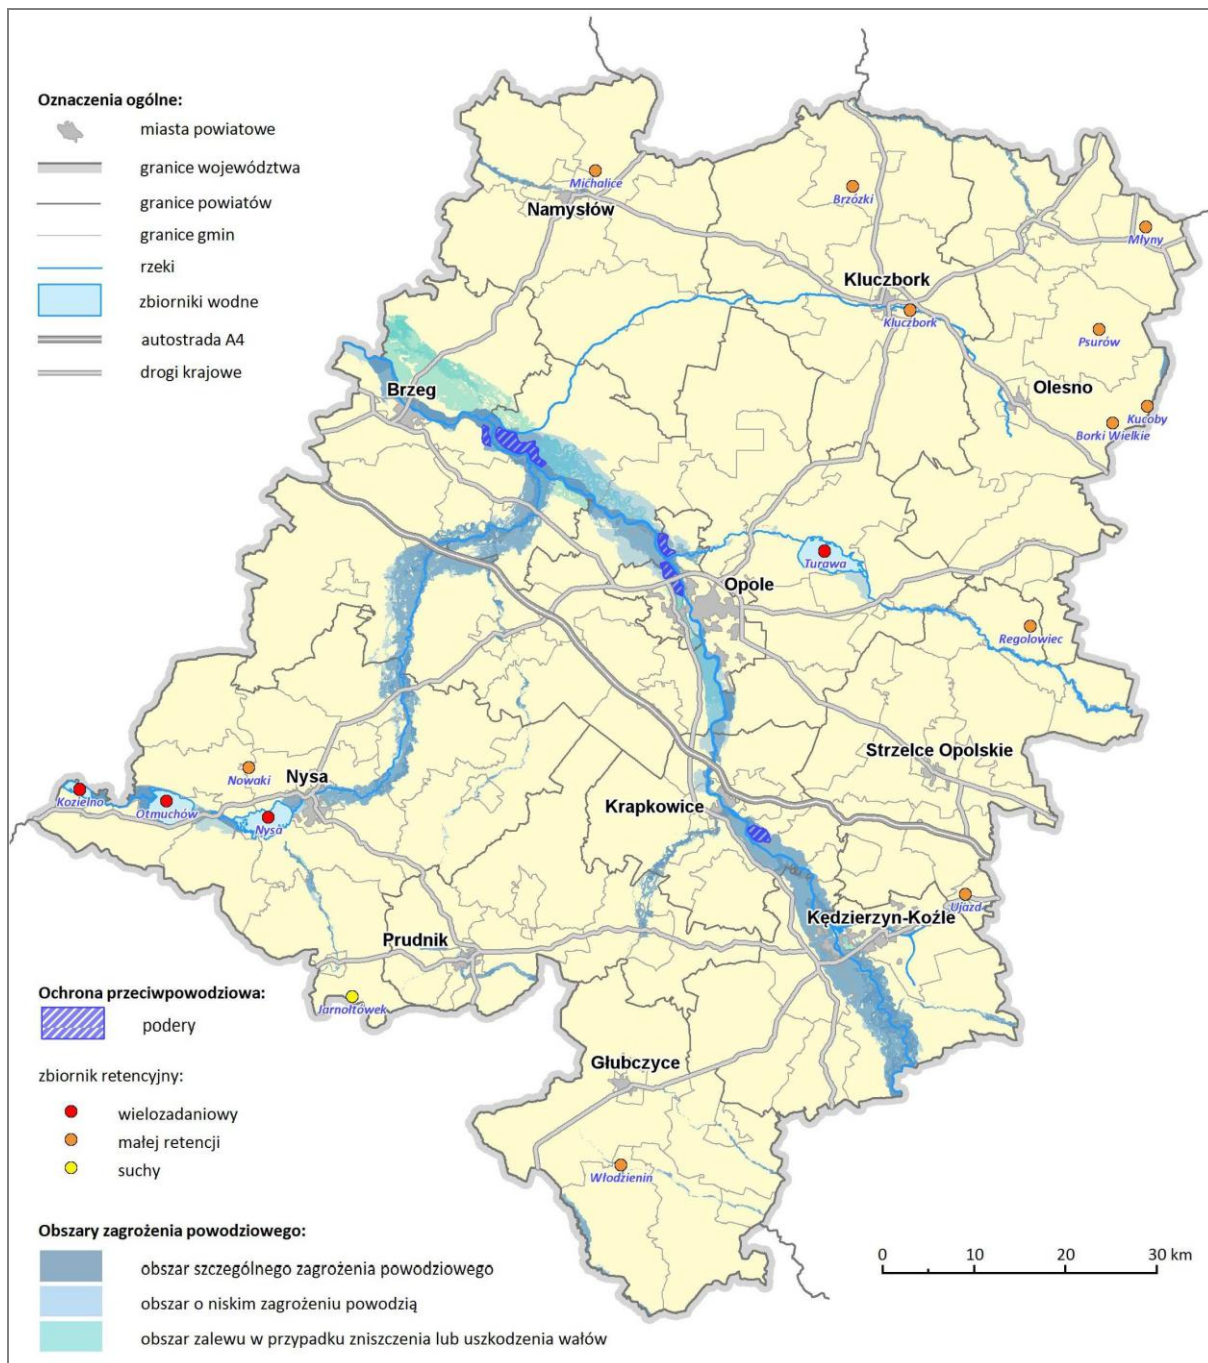 Oznaczenia ogólne:
miasta powiatowe
granice województwa
granice powiatów
granice gmin
rzeki
zbiorniki wodne
autostrada A4
drogi krajowe
Michalice
Namysłów
Brzózki
Młyny
Kluczbork
Kluczbork
Psurów
Brzeg
Olesno
Kucoby
Borki Wielkie
Turawa
Opole
Regolowiec
Strzelce Opolskie
Nowaki
Nysa
Kozielno
Otmuchów
Nysa
Krapkowice
Ujazd
Kędzierzyn-Koźle
Prudnik
Jarnołtówek
Głubczyce
Włodzienin
Ochrona przeciwpowodziowa:
podery
zbiornik retencyjny:
wielozadaniowy
małej retencji
suchy
Obszary zagrożenia powodziowego:
obszar szczególnego zagrożenia powodziowego
obszar o niskim zagrożeniu powodzią
obszar zalewu w przypadku zniszczenia lub uszkodzenia wałów
0 10 20 30 km